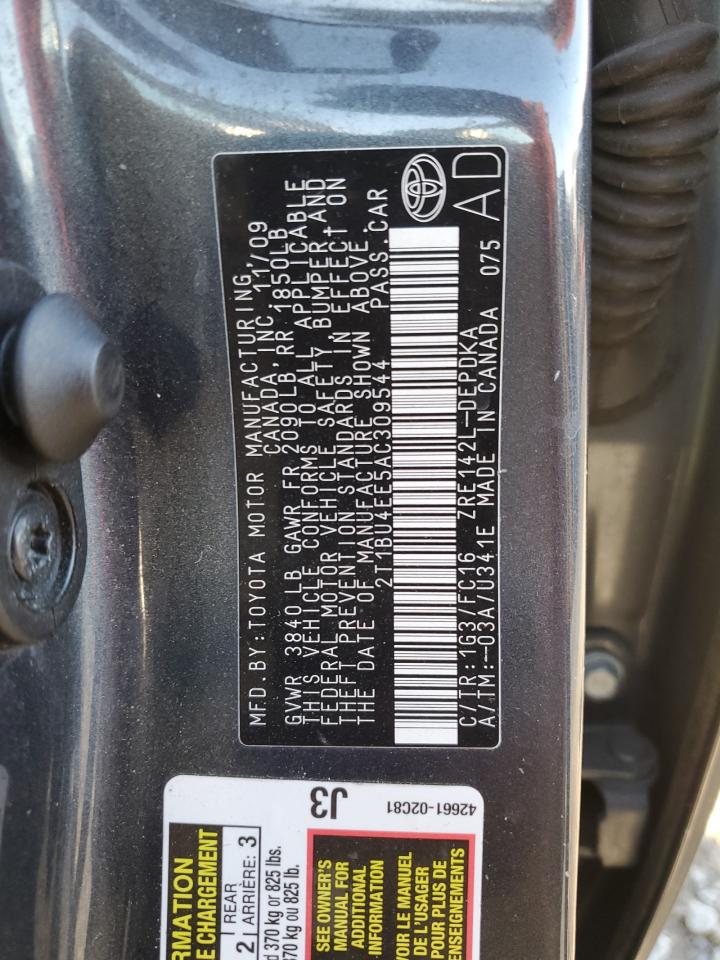 MFD.BY:TOYOTA MOTOR MANUFACTURING,
CANADA,INC. 11/09
GVWR 3840LB GAWR FR 2090LB, RR 1850LB
THIS VEHICLE CONFORMS TO ALL APPLICABLE
FEDERAL MOTOR VEHICLE SAFETY, BUMPER AND
THEFT PREVENTION STANDARDS IN EFFECT ON
THE DATE OF MANUFACTURE SHOWN ABOVE.
2T1BU4EE5AC309544 PASS.CAR
C/TR:1G3/FC16 ZRE142L-DEPDKA
A/TM:-03A/U341E MADE IN CANADA 075
AD
RMATION
E CHARGEMENT
2 REAR
ARRIÈRE: 3
370 kg or 825 lbs.
370 kg ou 825 lb.
J3
SEE OWNER'S
MANUAL FOR
ADDITIONAL
INFORMATION
VOIR LE MANUEL
DE L'USAGER
POUR PLUS DE
RENSEIGNEMENTS
42661-02C81